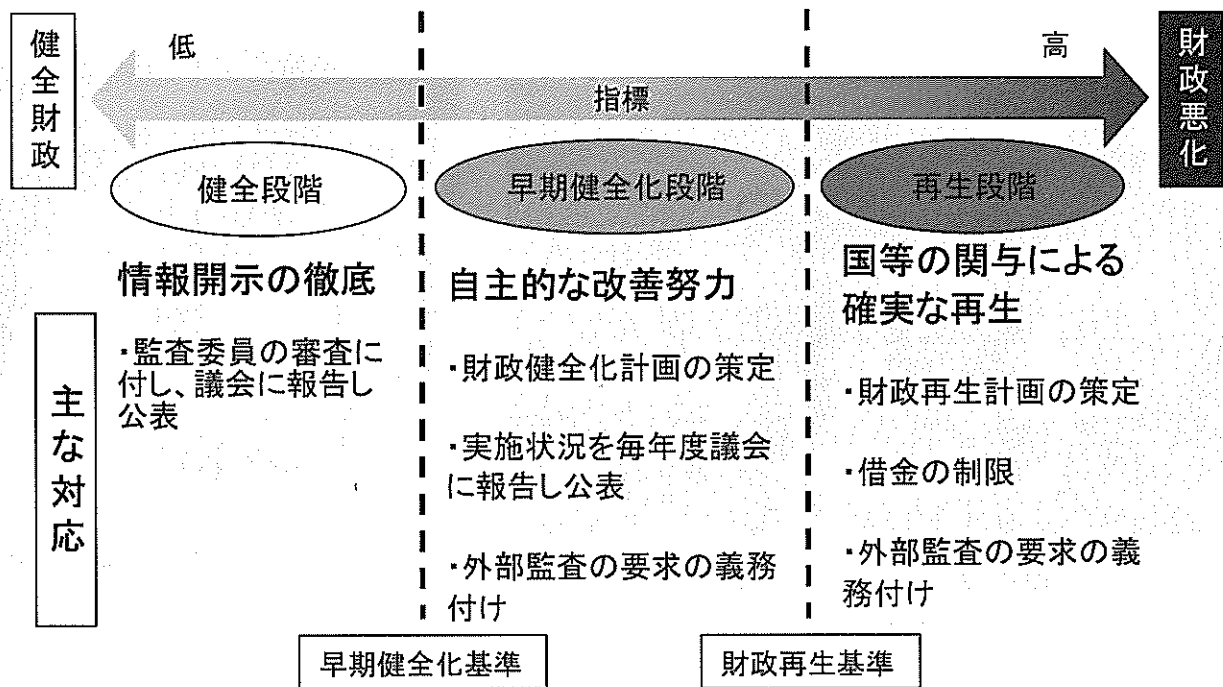 健全財政
低
高
指標
財政悪化
健全段階
早期健全化段階
再生段階
主な対応
情報開示の徹底
・監査委員の審査に
付し、議会に報告し
公表
自主的な改善努力
・財政健全化計画の策定
・実施状況を毎年度議会
に報告し公表
・外部監査の要求の義務
付け
国等の関与による
確実な再生
・財政再生計画の策定
・借金の制限
・外部監査の要求の義
務付け
早期健全化基準
財政再生基準